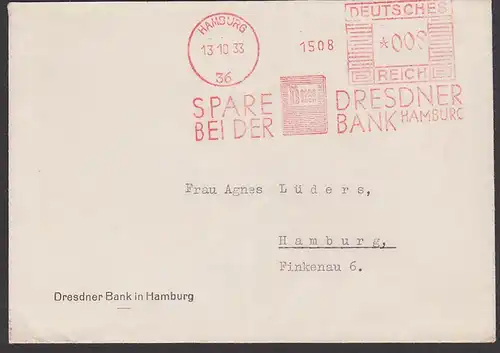 HAMBURG
13 10 33
36
1508
DEUTSCHES
*008
REICH
SPARE DRESDNER
BEI DER BANK HAMBURG
Frau Agnes Lüders,
Hamburg,
Finkenau 6.
Dresdner Bank in Hamburg